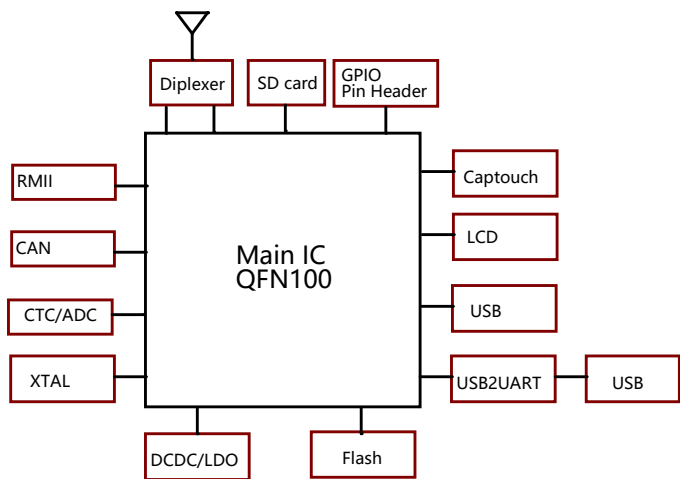 Diplexer
SD card
GPIO
Pin Header
RMII
CAN
CTC/ADC
XTAL
Main IC
QFN100
Captouch
LCD
USB
USB2UART
USB
DCDC/LDO
Flash